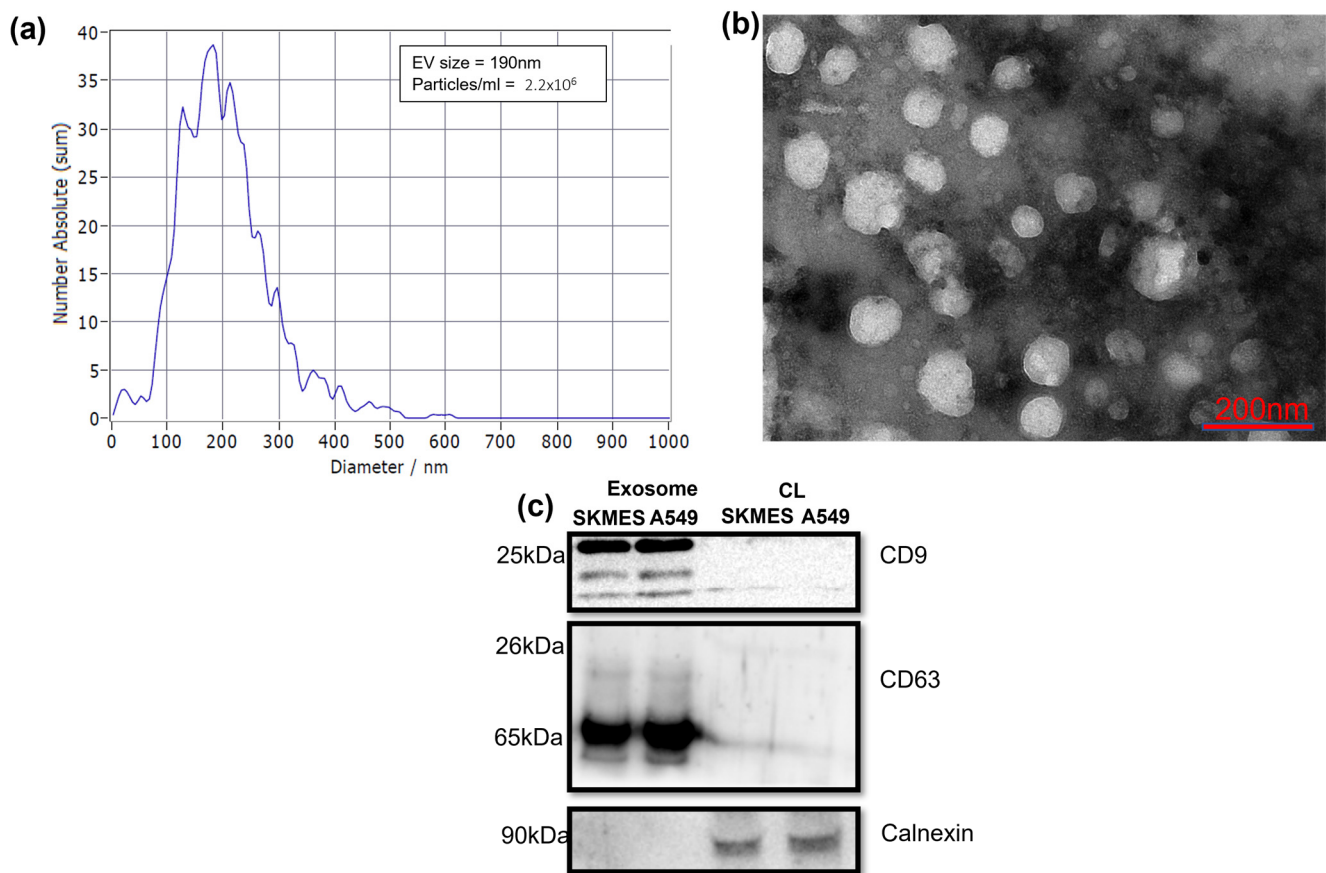 (a)
40
35
30
25
20
15
10
5
0
Number Absolute (sum)
EV size = 190nm
Particles/ml = 2.2x10⁶
0 100 200 300 400 500 600 700 800 900 1000
Diameter / nm
(b)
200nm
(c)
Exosome CL
SKMES A549 SKMES A549
25kDa CD9
26kDa
CD63
65kDa
90kDa Calnexin